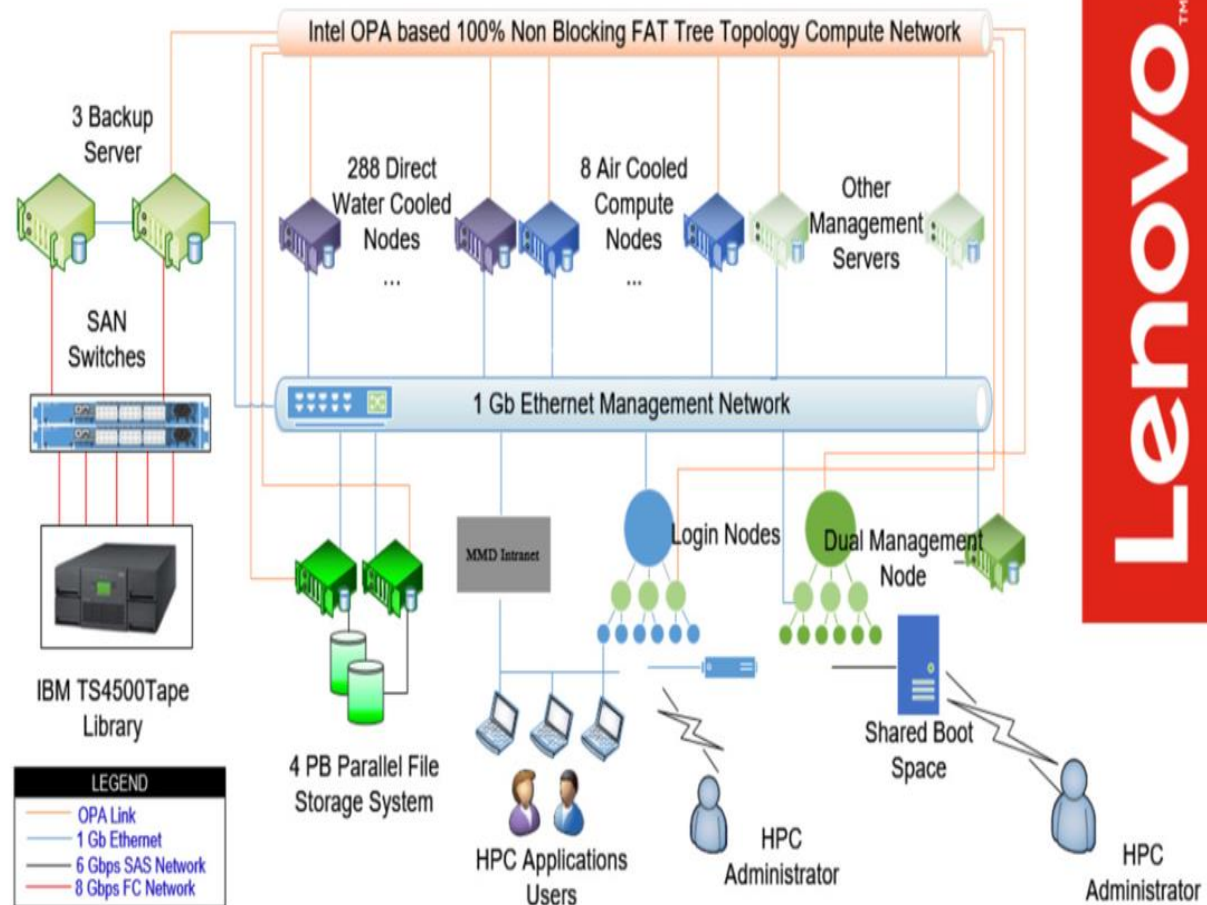 Intel OPA based 100% Non Blocking FAT Tree Topology Compute Network
3 Backup
Server
288 Direct
Water Cooled
Nodes
...
8 Air Cooled
Compute
Nodes
...
Other
Management
Servers
SAN
Switches
1 Gb Ethernet Management Network
MMD Intranet
Login Nodes
Dual Management
Node
IBM TS4500Tape
Library
4 PB Parallel File
Storage System
Shared Boot
Space
HPC Applications
Users
HPC
Administrator
HPC
Administrator
LEGEND
OPA Link
1 Gb Ethernet
6 Gbps SAS Network
8 Gbps FC Network
Lenovo™